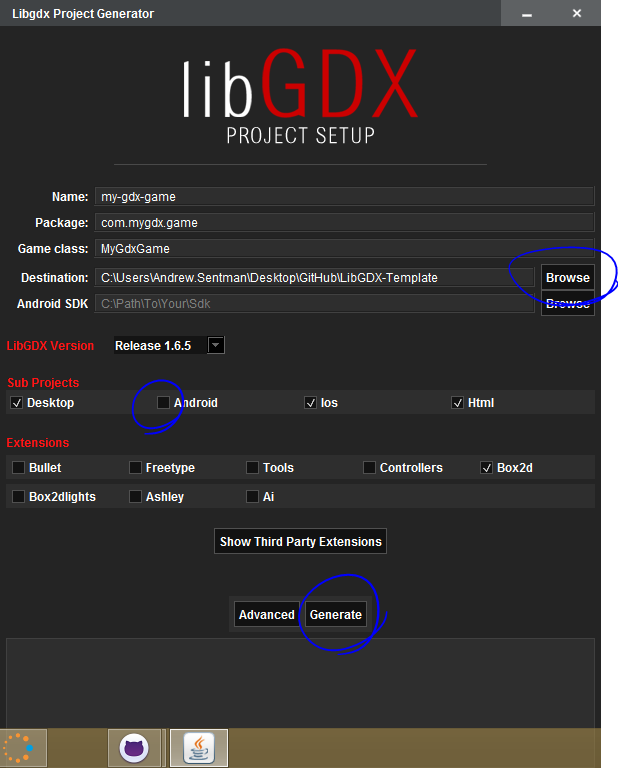 Libgdx Project Generator
libGDX
PROJECT SETUP
Name: my-gdx-game
Package: com.mygdx.game
Game class: MyGdxGame
Destination: C:\Users\Andrew.Sentman\Desktop\GitHub\LibGDX-Template Browse
Android SDK C:\Path\To\Your\Sdk Browse
LibGDX Version Release 1.6.5
Sub Projects
Desktop Android Ios Html
Extensions
Bullet Freetype Tools Controllers Box2d
Box2dlights Ashley Ai
Show Third Party Extensions
Advanced Generate